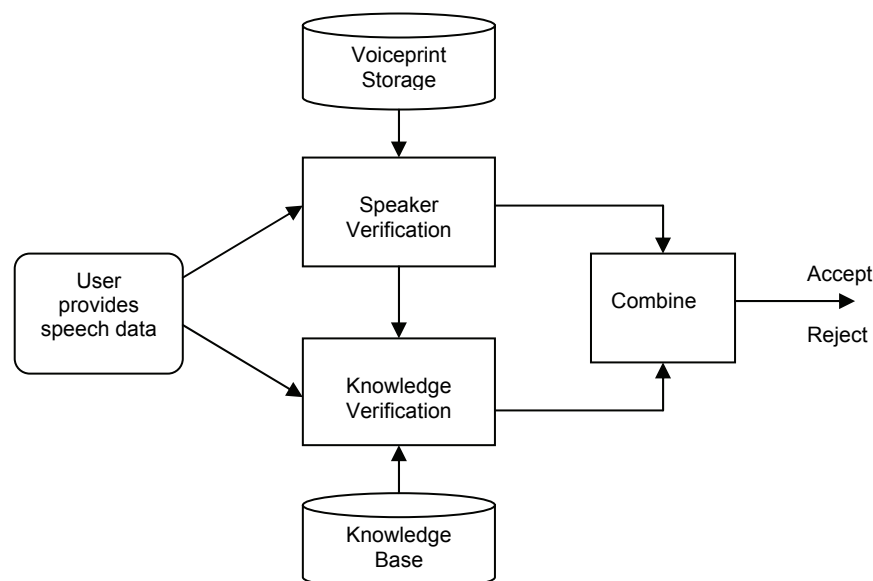 Voiceprint
Storage
Speaker
Verification
User
provides
speech data
Combine
Accept
Reject
Knowledge
Verification
Knowledge
Base